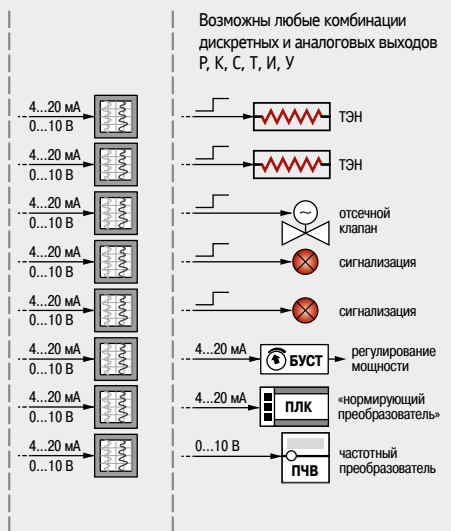 Возможны любые комбинации
дискретных и аналоговых выходов
Р, К, С, Т, И, У
4...20 мА
0...10 В
ТЭН
4...20 мА
0...10 В
ТЭН
4...20 мА
0...10 В
~
отсечной
клапан
4...20 мА
0...10 В
сигнализация
4...20 мА
0...10 В
сигнализация
4...20 мА
0...10 В
4...20 мА
БУСТ
регулирование
мощности
4...20 мА
0...10 В
4...20 мА
ПЛК
«нормирующий
преобразователь»
4...20 мА
0...10 В
0...10 В
ПЧВ
частотный
преобразователь